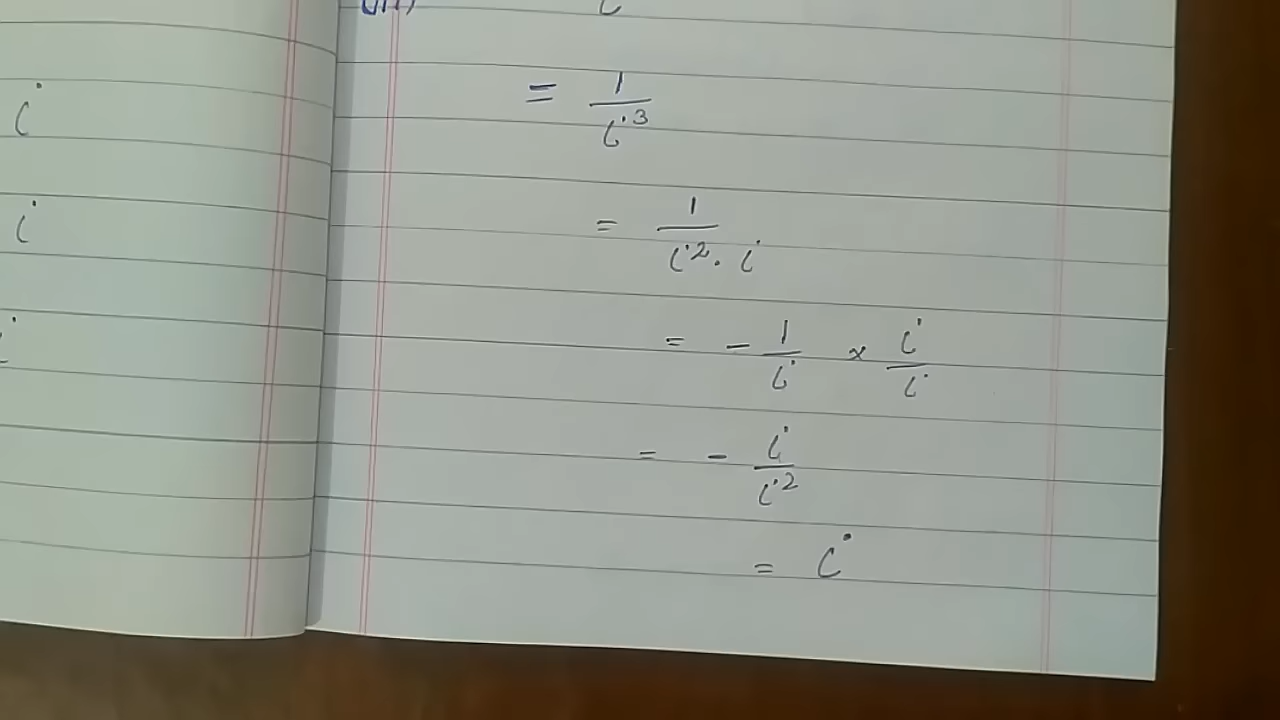 i
i
= 1/i³
= 1/i² . i
= - 1/i × i/i
= - i/i²
= i